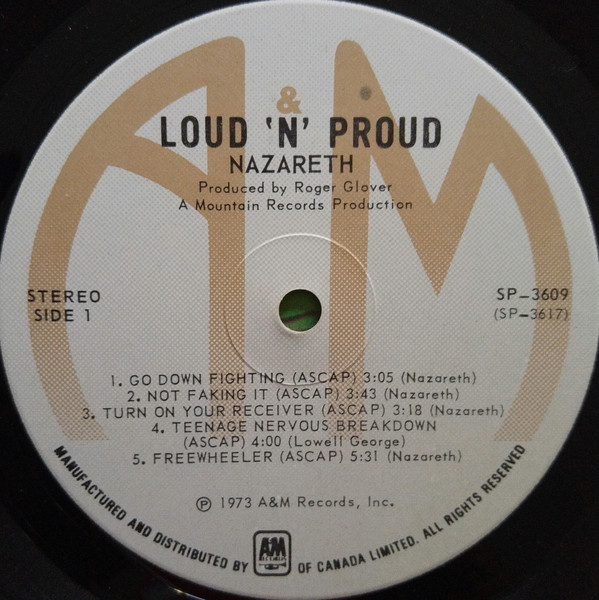 A&M
LOUD 'N' PROUD
NAZARETH
Produced by Roger Glover
A Mountain Records Production
STEREO
SIDE 1
SP-3609
(SP-3617)
1. GO DOWN FIGHTING (ASCAP) 3:05 (Nazareth)
2. NOT FAKING IT (ASCAP) 3:43 (Nazareth)
3. TURN ON YOUR RECEIVER (ASCAP) 3:18 (Nazareth)
4. TEENAGE NERVOUS BREAKDOWN
(ASCAP) 4:00 (Lowell George)
5. FREEWHEELER (ASCAP) 5:31 (Nazareth)
℗ 1973 A&M Records, Inc.
MANUFACTURED AND DISTRIBUTED BY A&M RECORDS OF CANADA LIMITED. ALL RIGHTS RESERVED